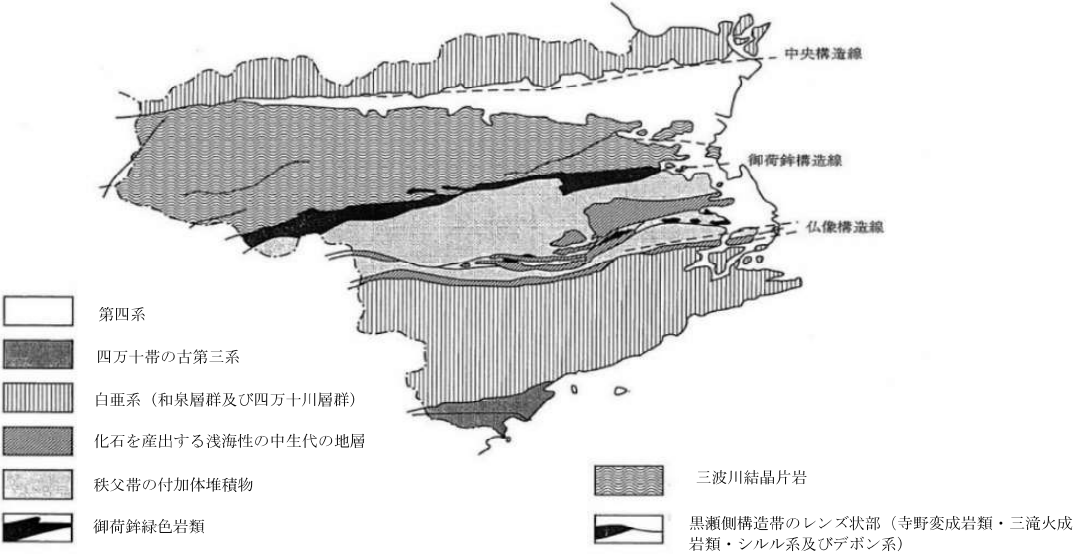 中央構造線
御荷鉾構造線
仏像構造線
第四系
四万十帯の古第三系
白亜系（和泉層群及び四万十川層群）
化石を産出する浅海性の中生代の地層
秩父帯の付加体堆積物
御荷鉾緑色岩類
三波川結晶片岩
黒瀬側構造帯のレンズ状部（寺野変成岩類・三滝火成
岩類・シルル系及びデボン系）